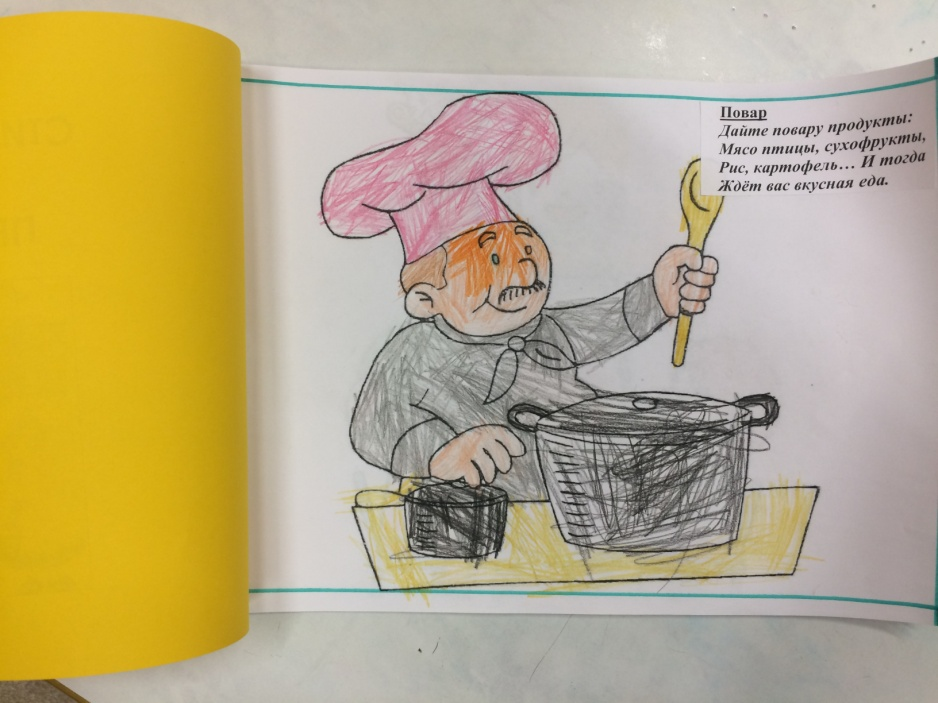 Повар
Дайте повару продукты:
Мясо птицы, сухофрукты,
Рис, картофель... И тогда
Ждёт вас вкусная еда.